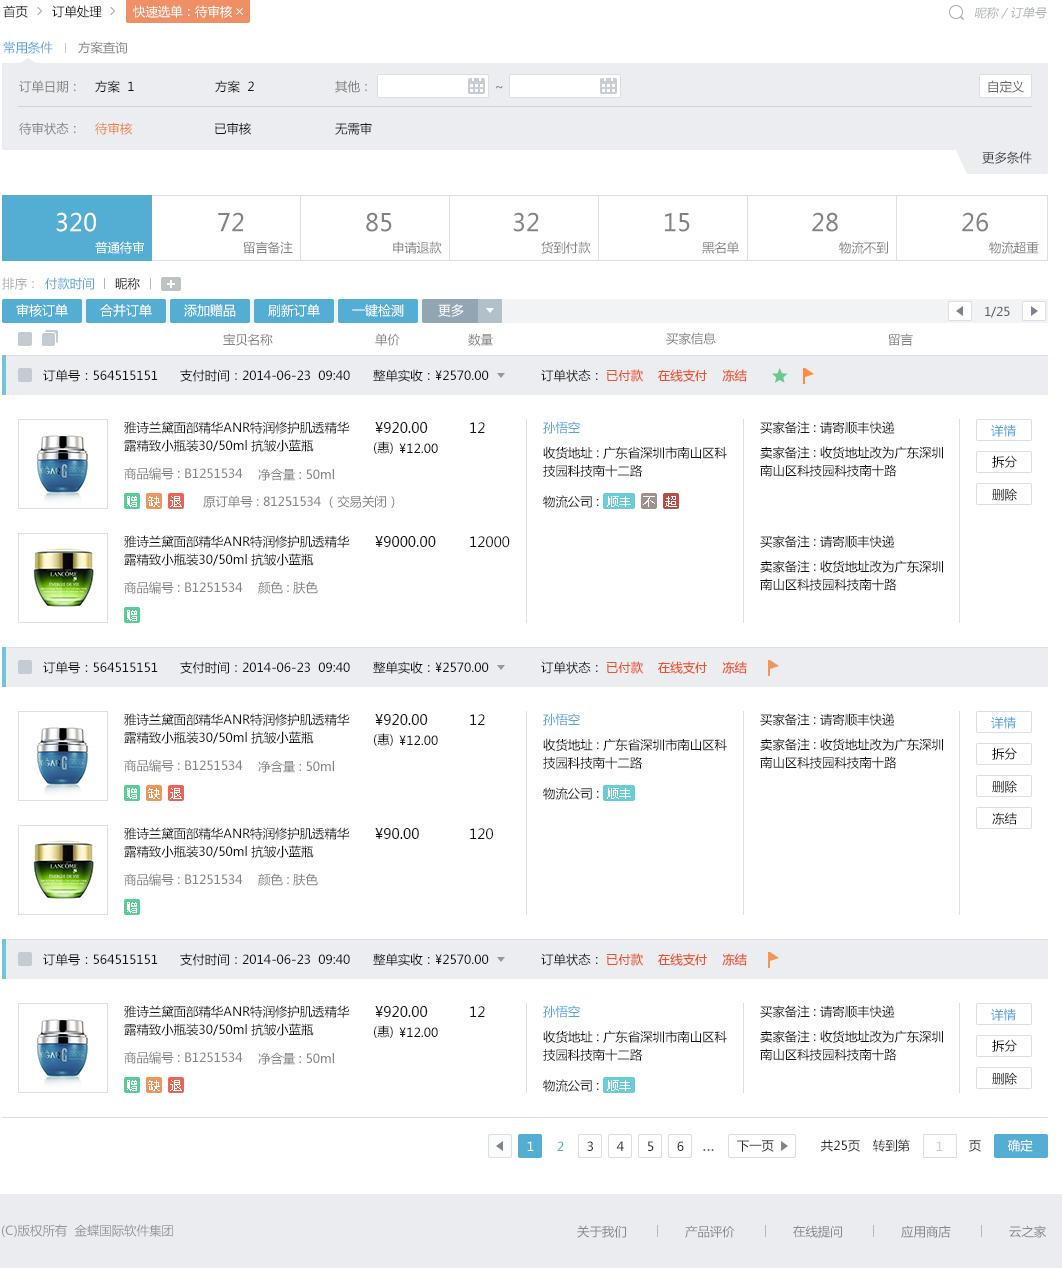 首页 > 订单处理 > 快速选单：待审核 ×
昵称 / 订单号
常用条件 | 方案查询
订单日期： 方案 1 方案 2 其他： ~ 自定义
待审状态： 待审核 已审核 无需审
更多条件
320 72 85 32 15 28 26
普通待审 留言备注 申请退款 货到付款 黑名单 物流不到 物流超重
排序： 付款时间 | 昵称 |
审核订单 合并订单 添加赠品 刷新订单 一键检测 更多 1/25
宝贝名称 单价 数量 买家信息 留言
订单号：564515151 支付时间：2014-06-23 09:40 整单实收：¥2570.00 订单状态： 已付款 在线支付 冻结
雅诗兰黛面部精华ANR特润修护肌透精华 ¥920.00 12 孙悟空 买家备注：请寄顺丰快递 详情
露精致小瓶装30/50ml 抗皱小蓝瓶 (惠) ¥12.00 收货地址：广东省深圳市南山区科 卖家备注：收货地址改为广东深圳 拆分
商品编号：B1251534 净含量：50ml 技园科技南十二路 南山区科技园科技南十路
赠 缺 退 原订单号：81251534（交易关闭） 物流公司：顺丰 不 超 删除
雅诗兰黛面部精华ANR特润修护肌透精华 ¥9000.00 12000 买家备注：请寄顺丰快递
露精致小瓶装30/50ml 抗皱小蓝瓶 卖家备注：收货地址改为广东深圳
LANCÔME
商品编号：B1251534 颜色：肤色 南山区科技园科技南十路
赠
订单号：564515151 支付时间：2014-06-23 09:40 整单实收：¥2570.00 订单状态： 已付款 在线支付 冻结
雅诗兰黛面部精华ANR特润修护肌透精华 ¥920.00 12 孙悟空 买家备注：请寄顺丰快递 详情
露精致小瓶装30/50ml 抗皱小蓝瓶 (惠) ¥12.00 收货地址：广东省深圳市南山区科 卖家备注：收货地址改为广东深圳 拆分
商品编号：B1251534 净含量：50ml 技园科技南十二路 南山区科技园科技南十路
赠 缺 退 物流公司：顺丰 删除
冻结
雅诗兰黛面部精华ANR特润修护肌透精华 ¥90.00 120
露精致小瓶装30/50ml 抗皱小蓝瓶
LANCÔME
商品编号：B1251534 颜色：肤色
赠
订单号：564515151 支付时间：2014-06-23 09:40 整单实收：¥2570.00 订单状态： 已付款 在线支付 冻结
雅诗兰黛面部精华ANR特润修护肌透精华 ¥920.00 12 孙悟空 买家备注：请寄顺丰快递 详情
露精致小瓶装30/50ml 抗皱小蓝瓶 (惠) ¥12.00 收货地址：广东省深圳市南山区科 卖家备注：收货地址改为广东深圳 拆分
商品编号：B1251534 净含量：50ml 技园科技南十二路 南山区科技园科技南十路
赠 缺 退 物流公司：顺丰 删除
1 2 3 4 5 6 ... 下一页 共25页 转到第 1 页 确定
(C)版权所有 金蝶国际软件集团 关于我们 | 产品评价 | 在线提问 | 应用商店 | 云之家